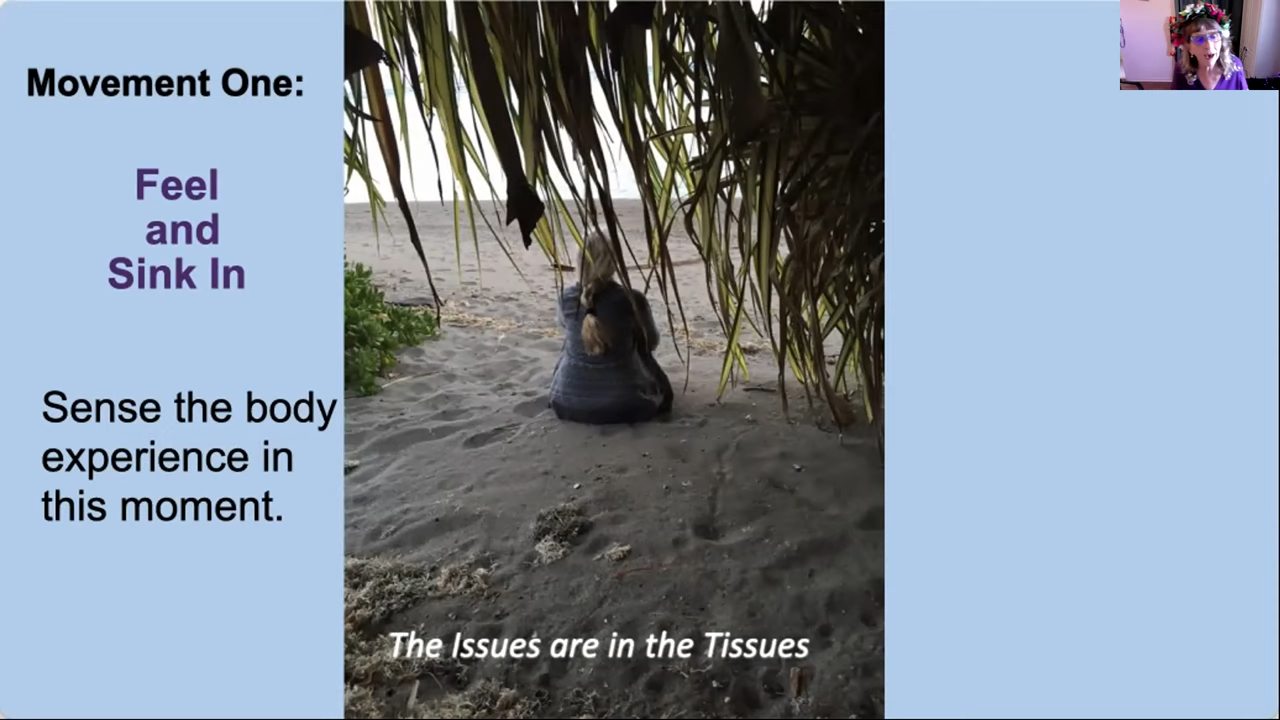 Movement One:
Feel
and
Sink In
Sense the body
experience in
this moment.
The Issues are in the Tissues